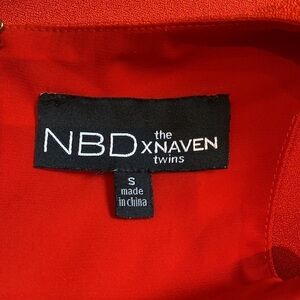 NBD x the NAVEN twins
S
made
in china